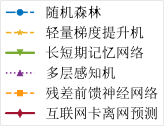 随机森林
轻量梯度提升机
长短期记忆网络
多层感知机
残差前馈神经网络
互联网卡离网预测